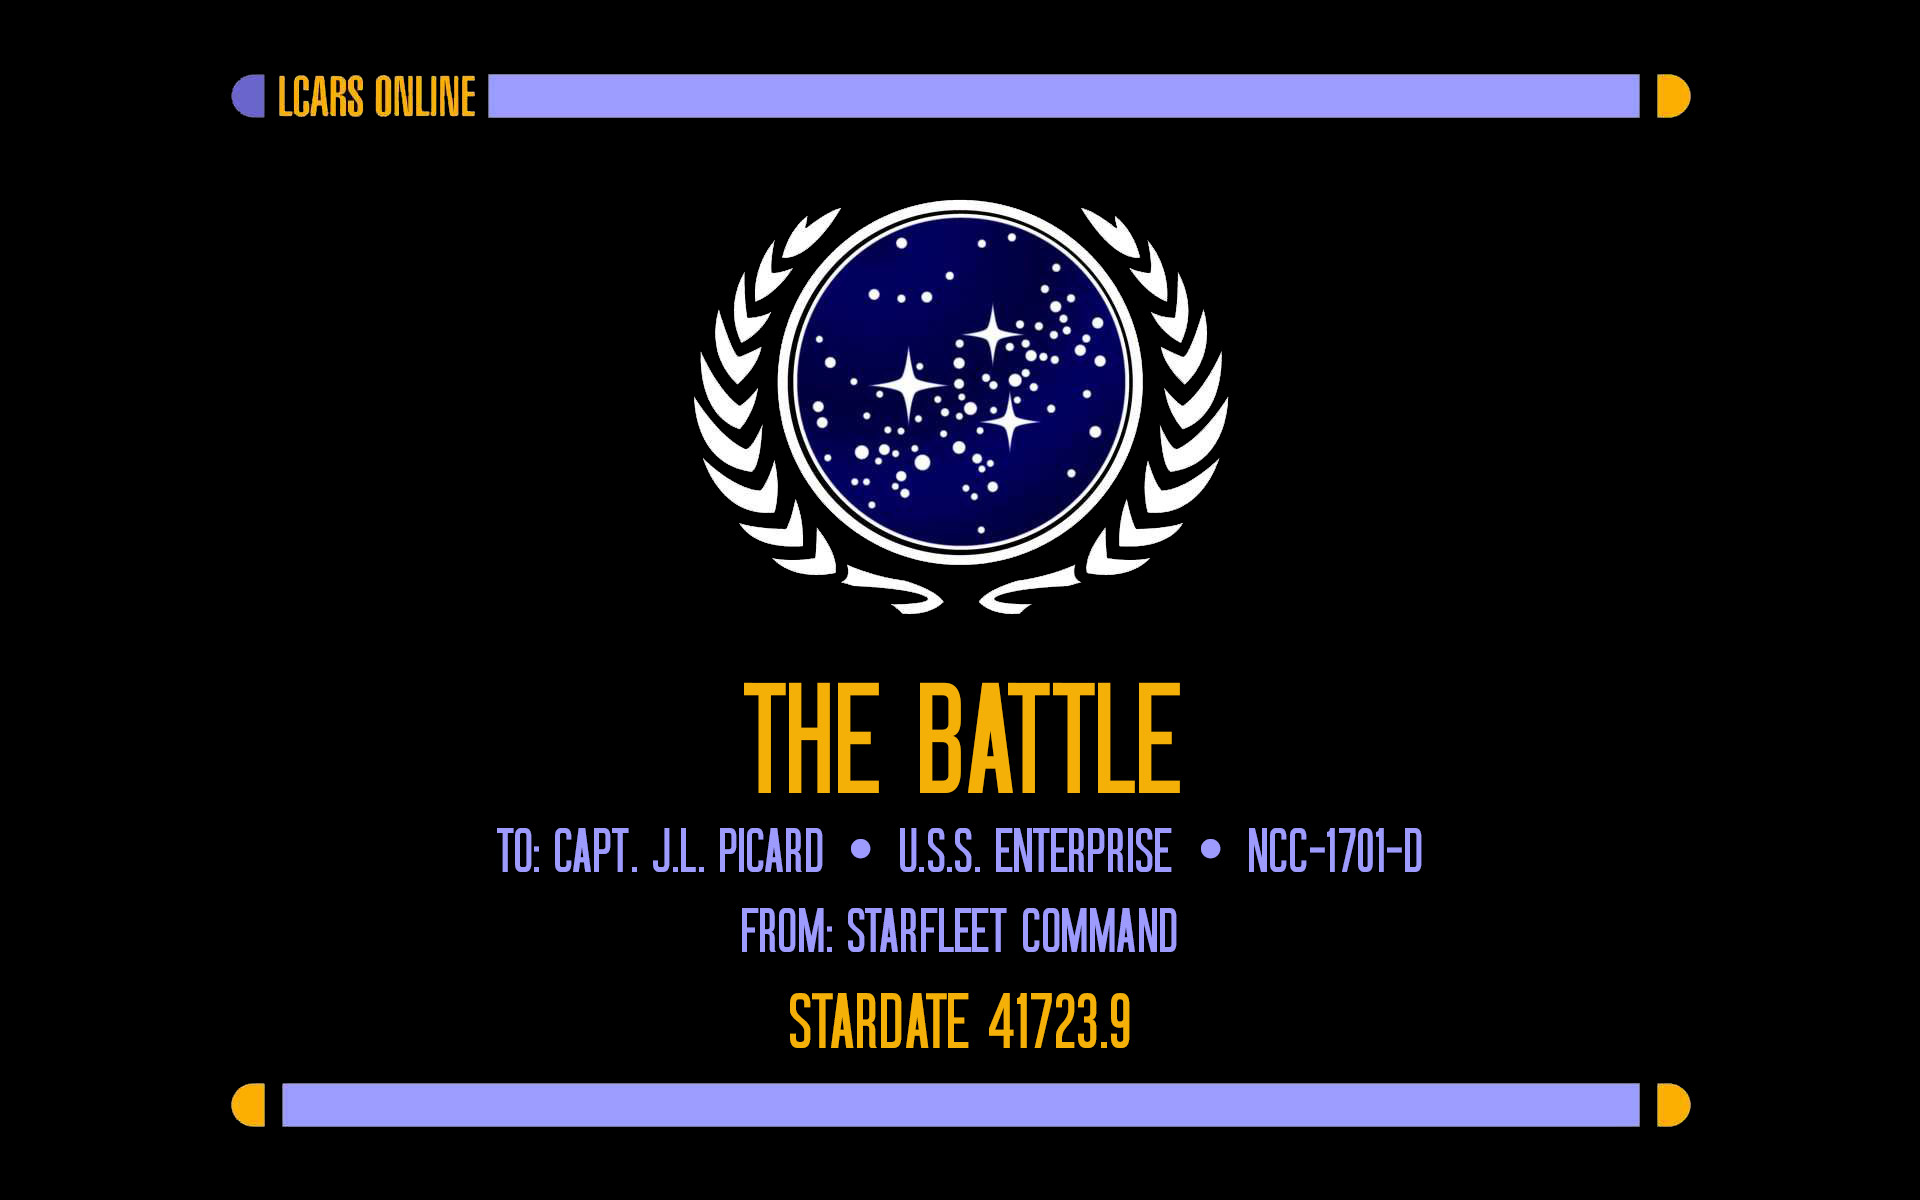 LCARS ONLINE
THE BATTLE
TO: CAPT. J.L. PICARD • U.S.S. ENTERPRISE • NCC-1701-D
FROM: STARFLEET COMMAND
STARDATE 41723.9